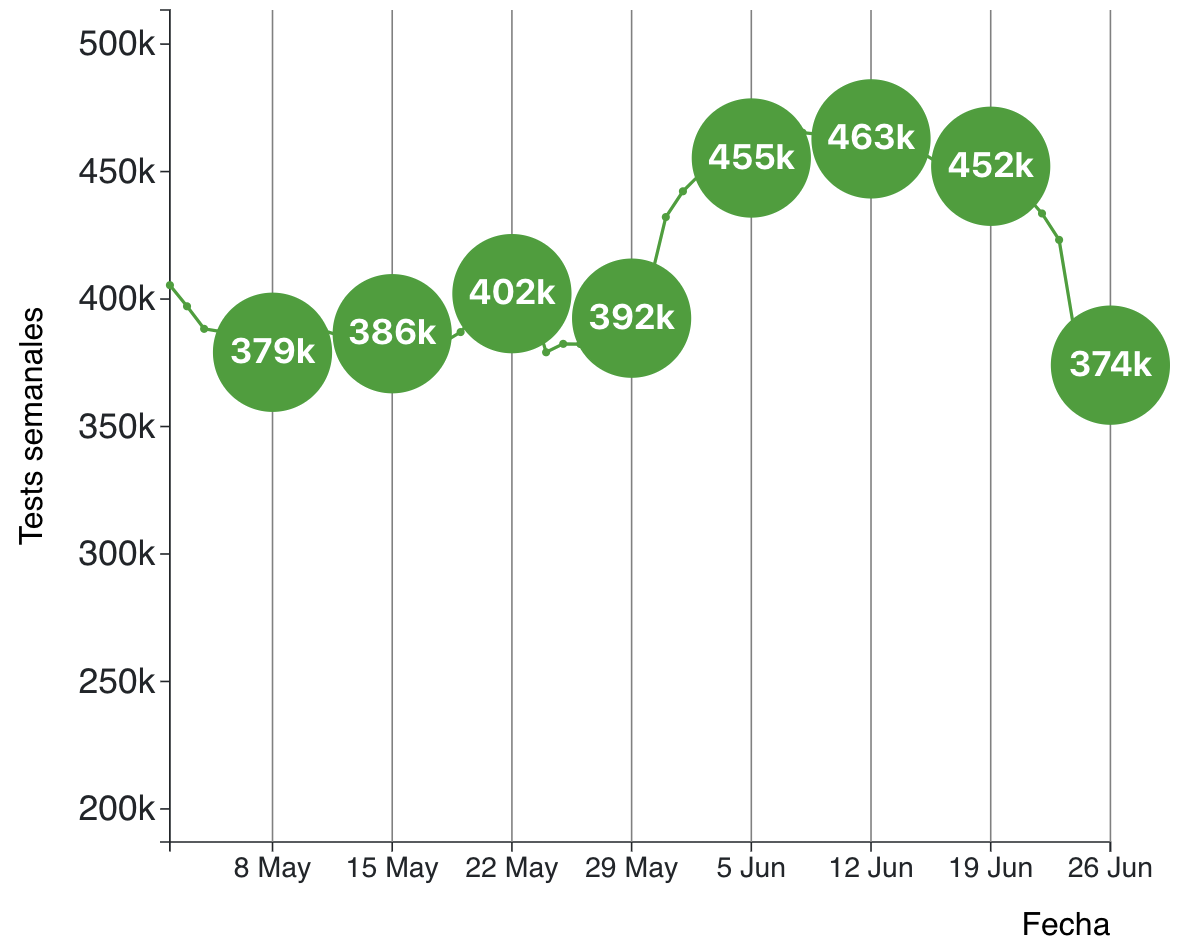 500k
450k
400k
350k
300k
250k
200k
Tests semanales
379k
386k
402k
392k
455k
463k
452k
374k
8 May
15 May
22 May
29 May
5 Jun
12 Jun
19 Jun
26 Jun
Fecha